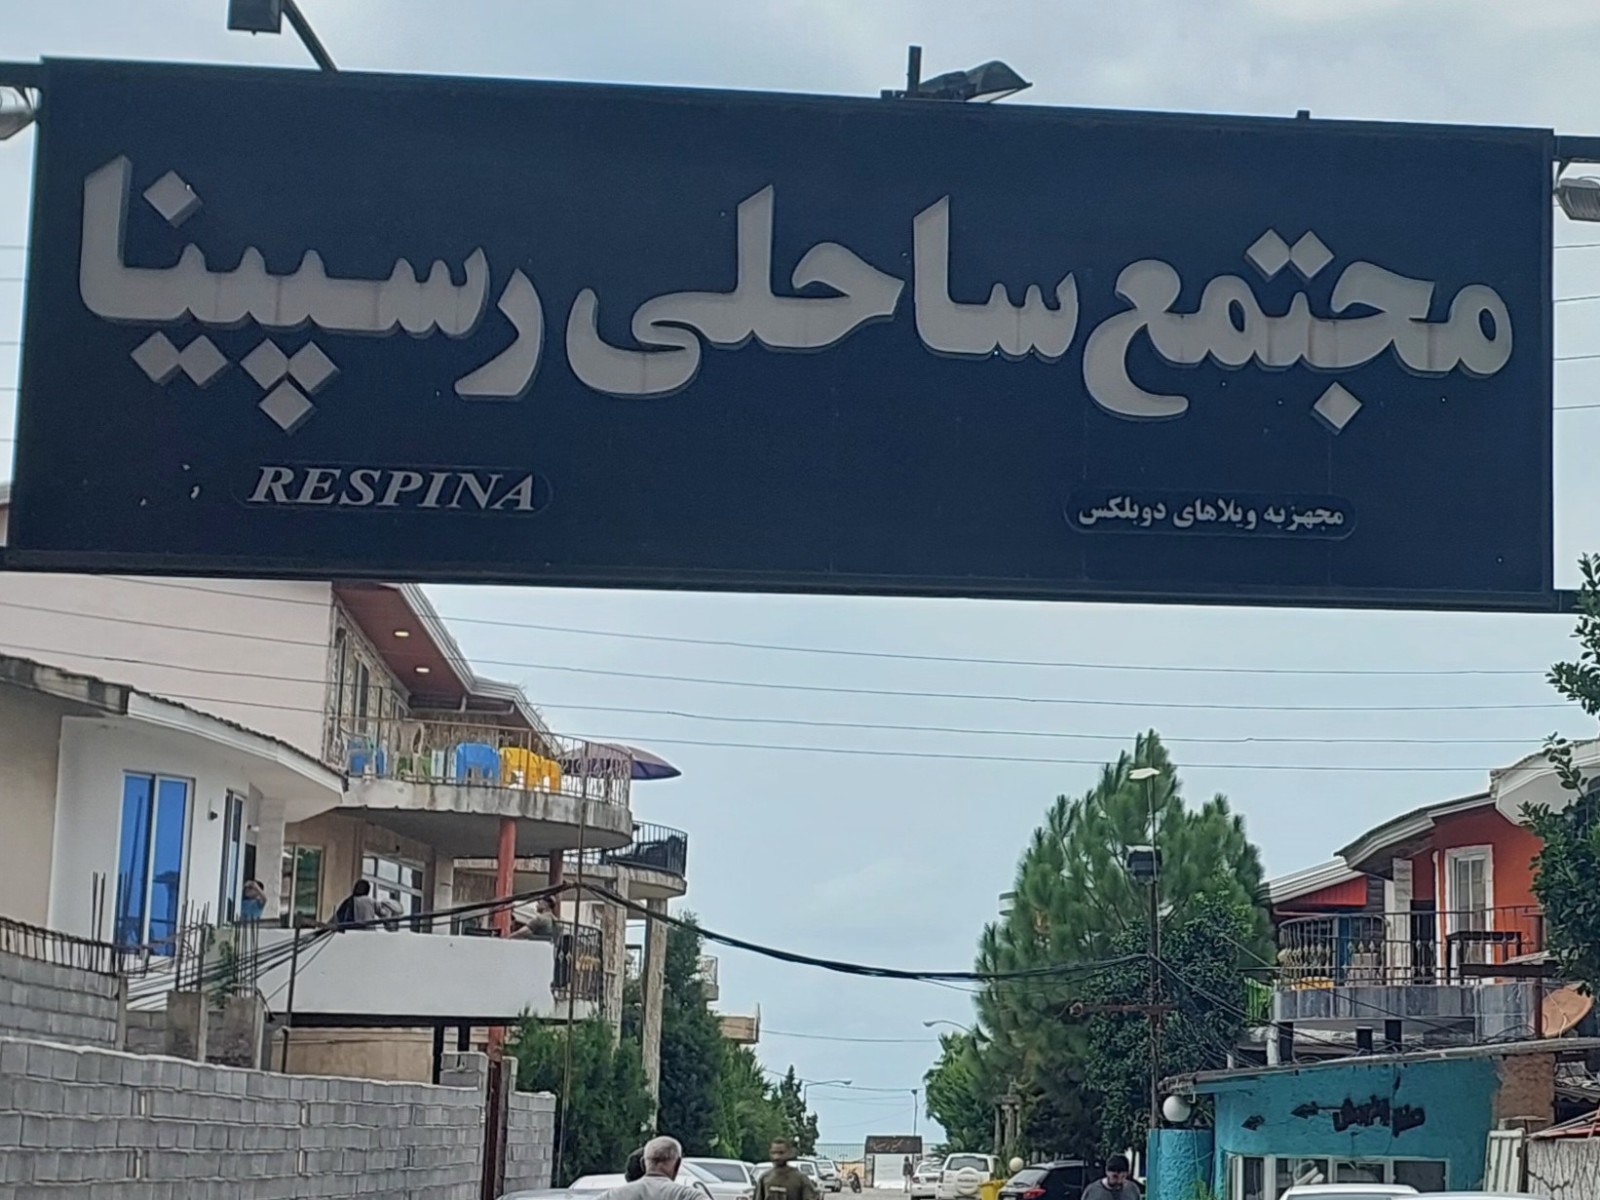 مجتمع ساحلی رسپینا
مجهز به ویلاهای دوبلکس
RESPINA